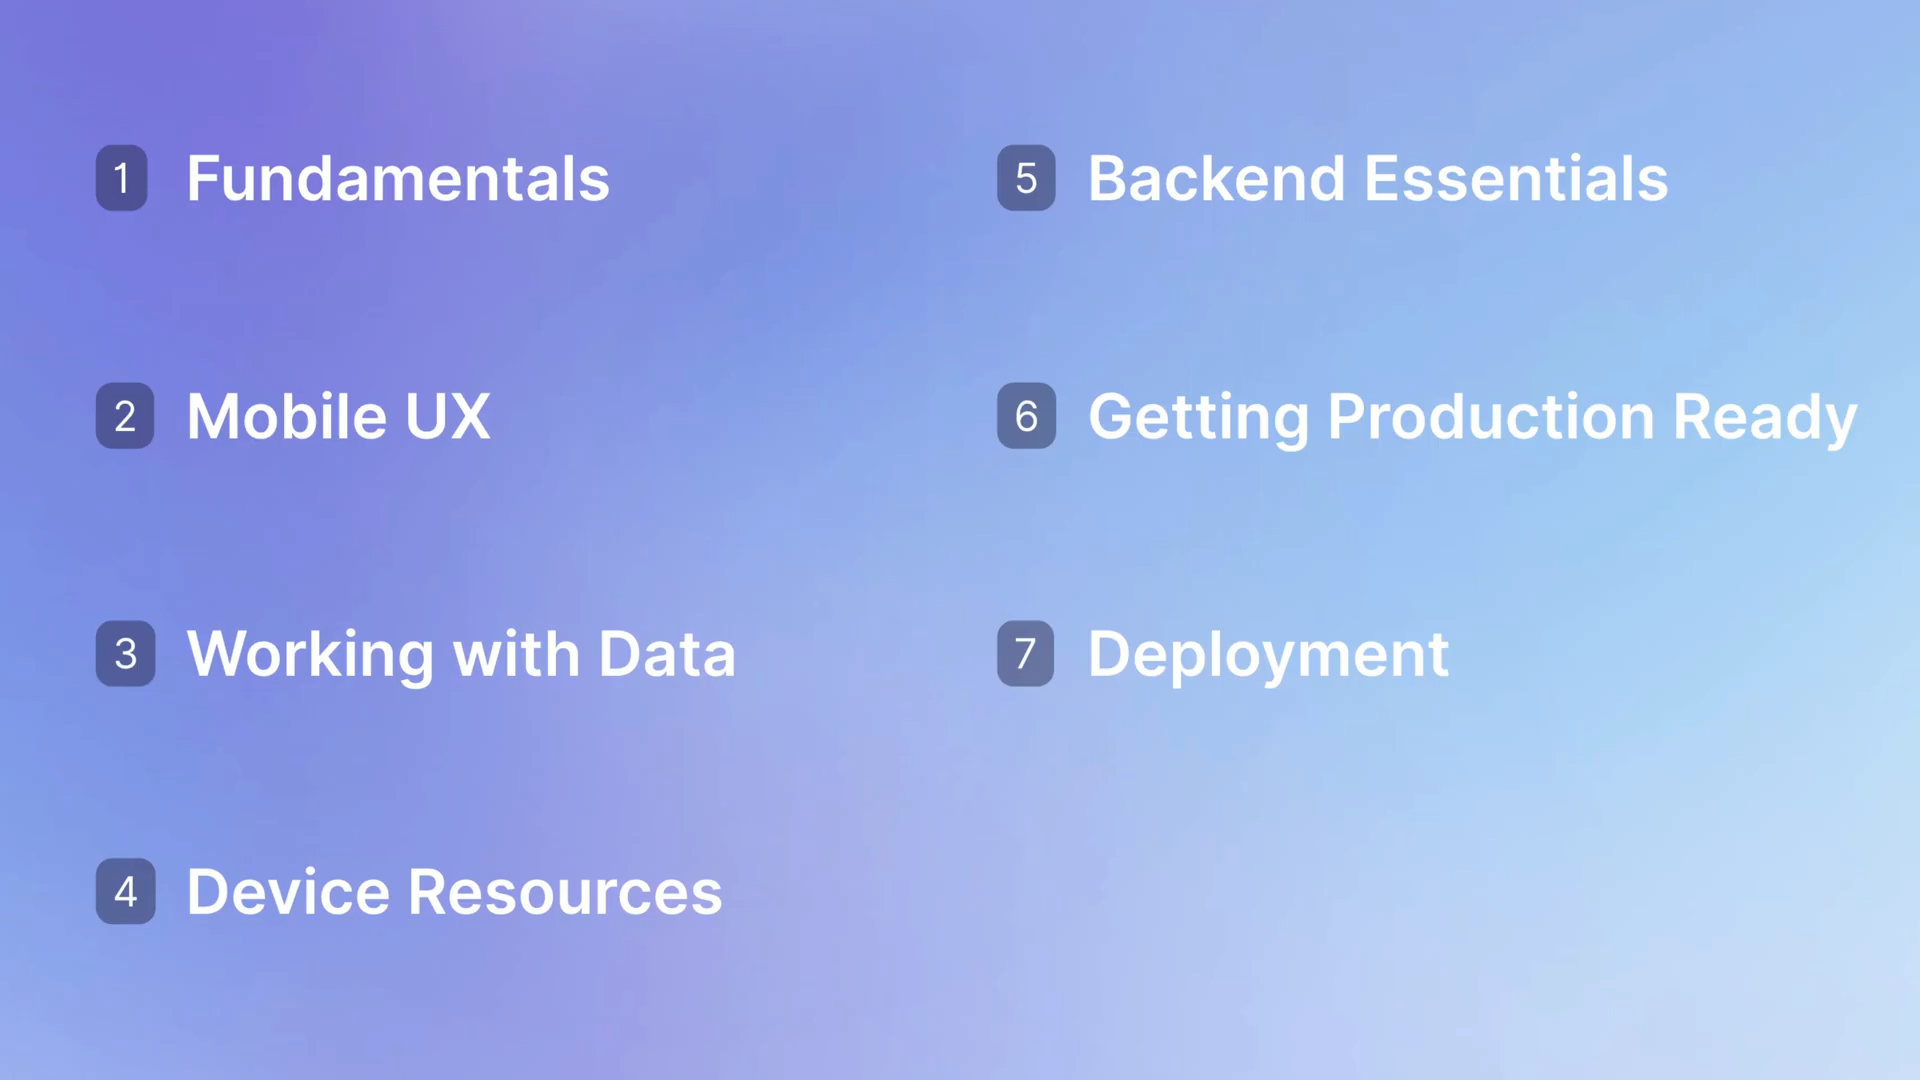 1 Fundamentals
2 Mobile UX
3 Working with Data
4 Device Resources
5 Backend Essentials
6 Getting Production Ready
7 Deployment